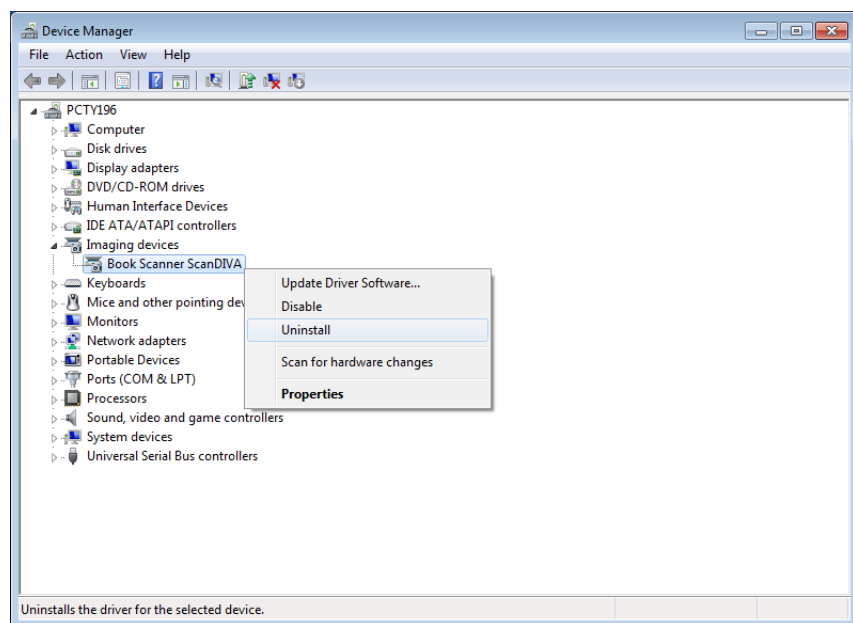 Device Manager
File Action View Help
PCTY196
Computer
Disk drives
Display adapters
DVD/CD-ROM drives
Human Interface Devices
IDE ATA/ATAPI controllers
Imaging devices
Book Scanner ScanDIVA
Keyboards
Mice and other pointing dev
Monitors
Network adapters
Portable Devices
Ports (COM & LPT)
Processors
Sound, video and game controllers
System devices
Universal Serial Bus controllers
Update Driver Software...
Disable
Uninstall
Scan for hardware changes
Properties
Uninstalls the driver for the selected device.